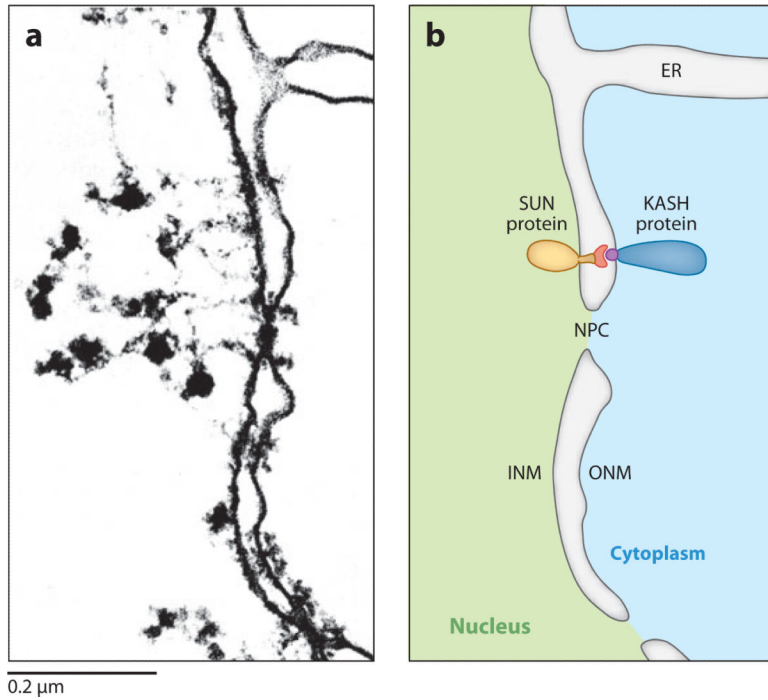 a
0.2 μm
b
ER
SUN
protein
KASH
protein
NPC
INM
ONM
Cytoplasm
Nucleus